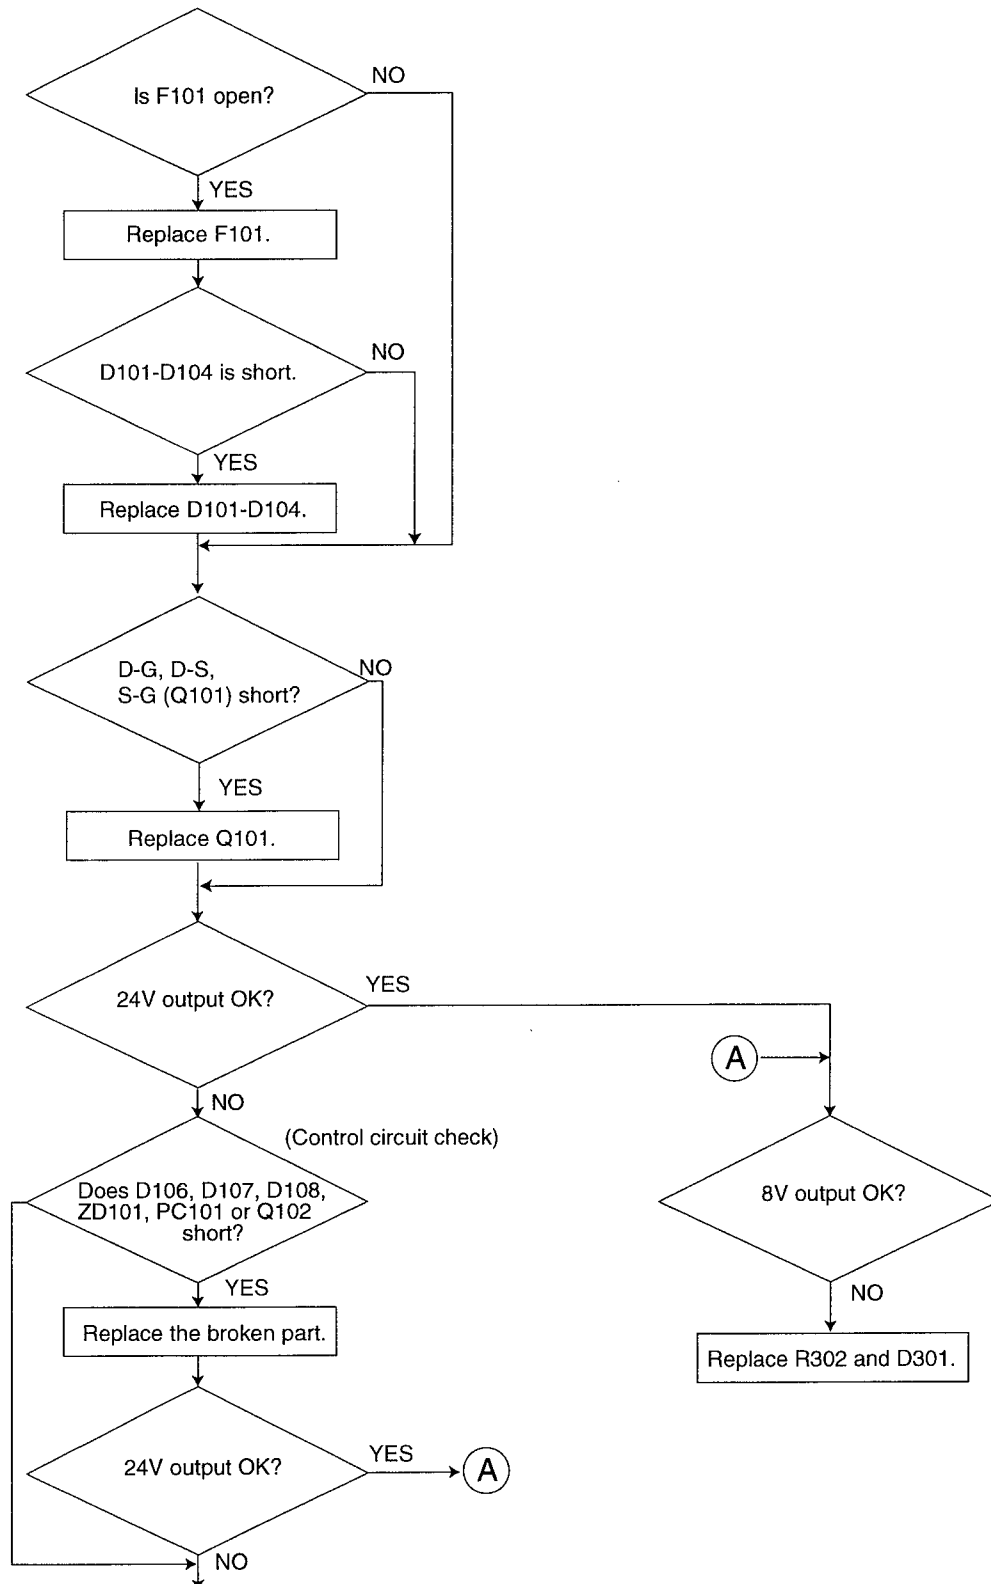 Is F101 open?
NO
YES
Replace F101.
D101-D104 is short.
NO
YES
Replace D101-D104.
D-G, D-S,
S-G (Q101) short?
NO
YES
Replace Q101.
24V output OK?
YES
NO
A
(Control circuit check)
Does D106, D107, D108,
ZD101, PC101 or Q102
short?
8V output OK?
YES
NO
Replace the broken part.
Replace R302 and D301.
24V output OK?
YES
A
NO